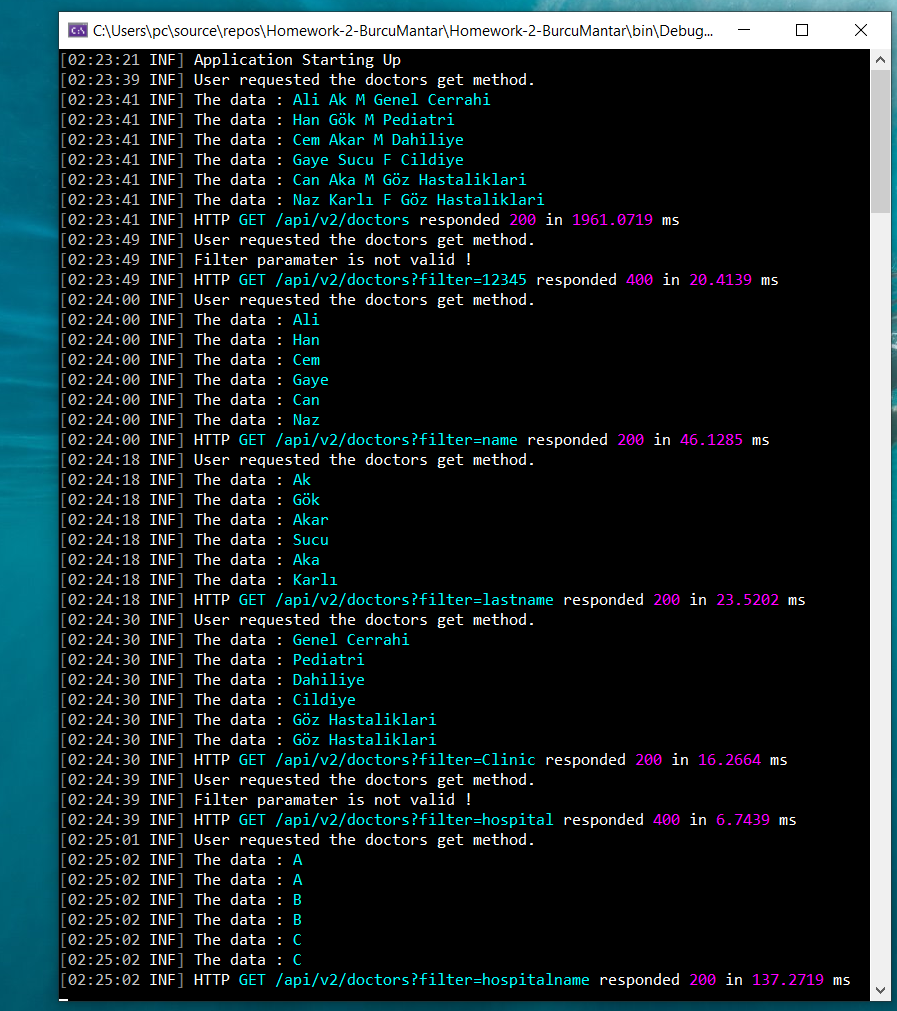 C:\Users\pc\source\repos\Homework-2-BurcuMantar\Homework-2-BurcuMantar\bin\Debug...
[02:23:21 INF] Application Starting Up
[02:23:39 INF] User requested the doctors get method.
[02:23:41 INF] The data : Ali Ak M Genel Cerrahi
[02:23:41 INF] The data : Han Gök M Pediatri
[02:23:41 INF] The data : Cem Akar M Dahiliye
[02:23:41 INF] The data : Gaye Sucu F Cildiye
[02:23:41 INF] The data : Can Aka M Göz Hastaliklari
[02:23:41 INF] The data : Naz Karlı F Göz Hastaliklari
[02:23:41 INF] HTTP GET /api/v2/doctors responded 200 in 1961.0719 ms
[02:23:49 INF] User requested the doctors get method.
[02:23:49 INF] Filter paramater is not valid !
[02:23:49 INF] HTTP GET /api/v2/doctors?filter=12345 responded 400 in 20.4139 ms
[02:24:00 INF] User requested the doctors get method.
[02:24:00 INF] The data : Ali
[02:24:00 INF] The data : Han
[02:24:00 INF] The data : Cem
[02:24:00 INF] The data : Gaye
[02:24:00 INF] The data : Can
[02:24:00 INF] The data : Naz
[02:24:00 INF] HTTP GET /api/v2/doctors?filter=name responded 200 in 46.1285 ms
[02:24:18 INF] User requested the doctors get method.
[02:24:18 INF] The data : Ak
[02:24:18 INF] The data : Gök
[02:24:18 INF] The data : Akar
[02:24:18 INF] The data : Sucu
[02:24:18 INF] The data : Aka
[02:24:18 INF] The data : Karlı
[02:24:18 INF] HTTP GET /api/v2/doctors?filter=lastname responded 200 in 23.5202 ms
[02:24:30 INF] User requested the doctors get method.
[02:24:30 INF] The data : Genel Cerrahi
[02:24:30 INF] The data : Pediatri
[02:24:30 INF] The data : Dahiliye
[02:24:30 INF] The data : Cildiye
[02:24:30 INF] The data : Göz Hastaliklari
[02:24:30 INF] The data : Göz Hastaliklari
[02:24:30 INF] HTTP GET /api/v2/doctors?filter=Clinic responded 200 in 16.2664 ms
[02:24:39 INF] User requested the doctors get method.
[02:24:39 INF] Filter paramater is not valid !
[02:24:39 INF] HTTP GET /api/v2/doctors?filter=hospital responded 400 in 6.7439 ms
[02:25:01 INF] User requested the doctors get method.
[02:25:02 INF] The data : A
[02:25:02 INF] The data : A
[02:25:02 INF] The data : B
[02:25:02 INF] The data : B
[02:25:02 INF] The data : C
[02:25:02 INF] The data : C
[02:25:02 INF] HTTP GET /api/v2/doctors?filter=hospitalname responded 200 in 137.2719 ms